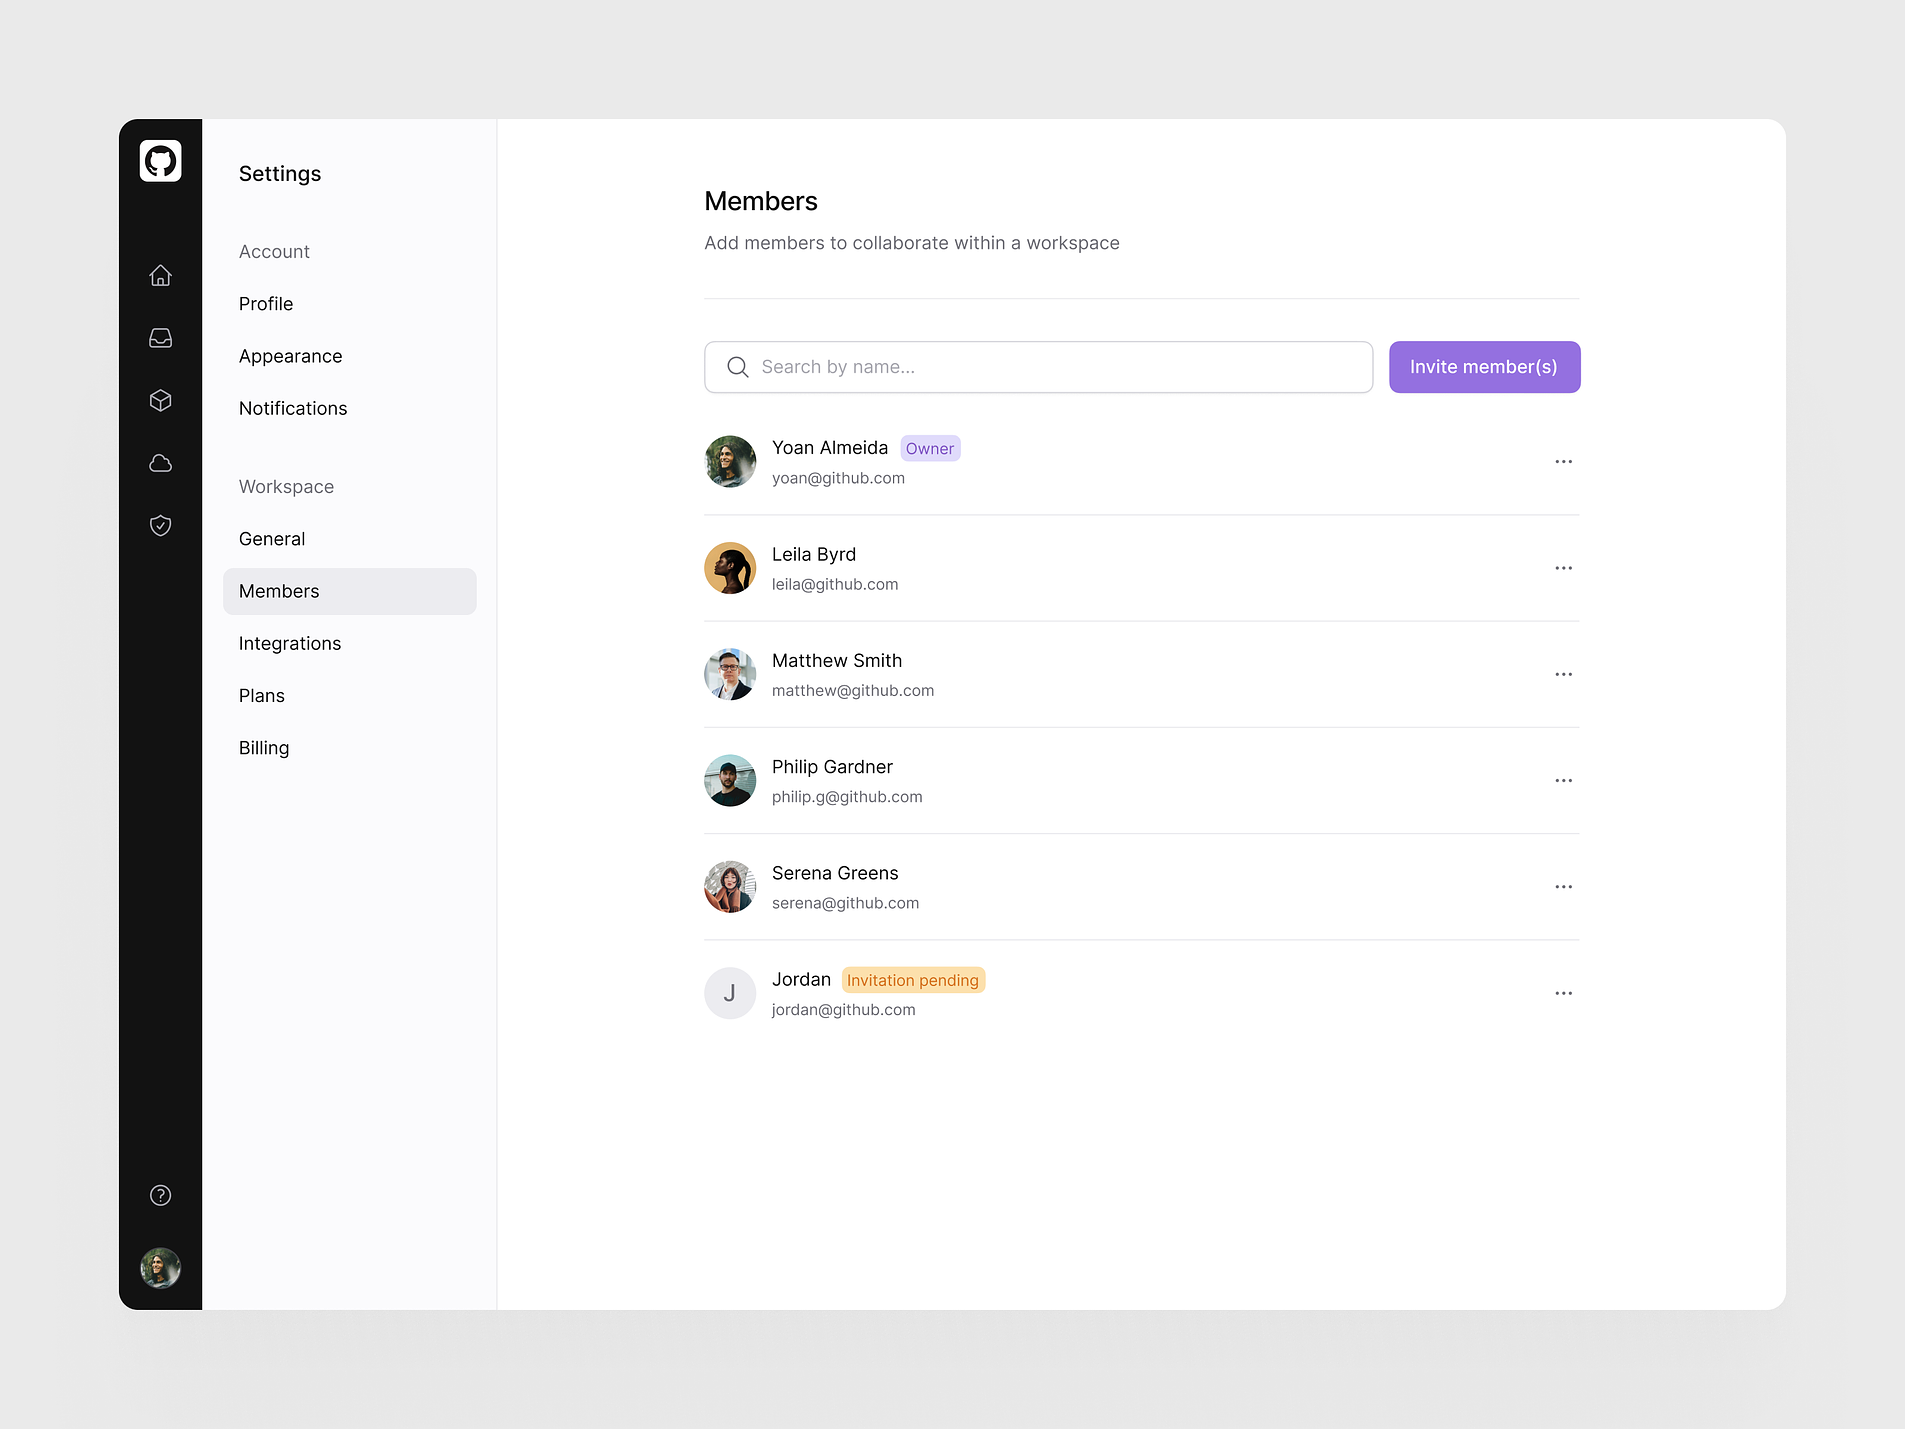 Settings
Account
Profile
Appearance
Notifications
Workspace
General
Members
Integrations
Plans
Billing
Members
Add members to collaborate within a workspace
Search by name...
Invite member(s)
Yoan Almeida Owner
yoan@github.com
Leila Byrd
leila@github.com
Matthew Smith
matthew@github.com
Philip Gardner
philip.g@github.com
Serena Greens
serena@github.com
J
Jordan Invitation pending
jordan@github.com